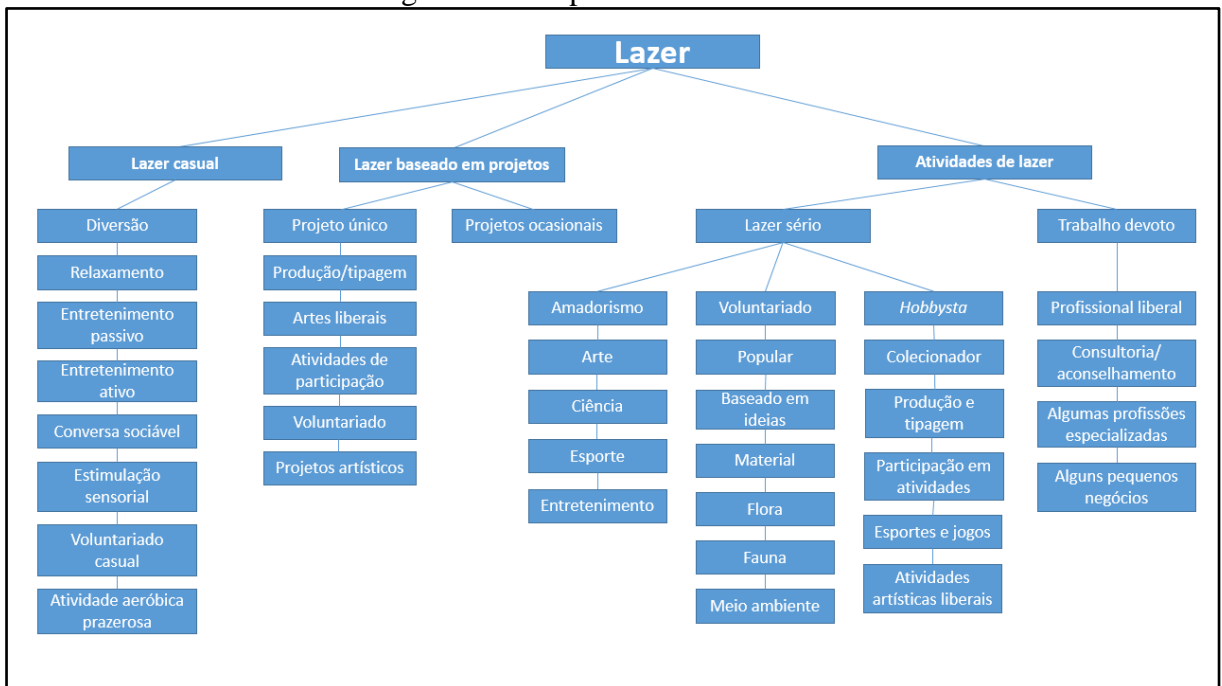 Lazer
Lazer casual
Lazer baseado em projetos
Atividades de lazer
Diversão
Relaxamento
Entretenimento
passivo
Entretenimento
ativo
Conversa sociável
Estimulação
sensorial
Voluntariado
casual
Atividade aeróbica
prazerosa
Projeto único
Produção/tipagem
Artes liberais
Atividades de
participação
Voluntariado
Projetos artísticos
Projetos ocasionais
Lazer sério
Amadorismo
Arte
Ciência
Esporte
Entretenimento
Voluntariado
Popular
Baseado em
ideias
Material
Flora
Fauna
Meio ambiente
Hobbysta
Colecionador
Produção e
tipagem
Participação em
atividades
Esportes e jogos
Atividades
artísticas liberais
Trabalho devoto
Profissional liberal
Consultoria/
aconselhamento
Algumas profissões
especializadas
Alguns pequenos
negócios